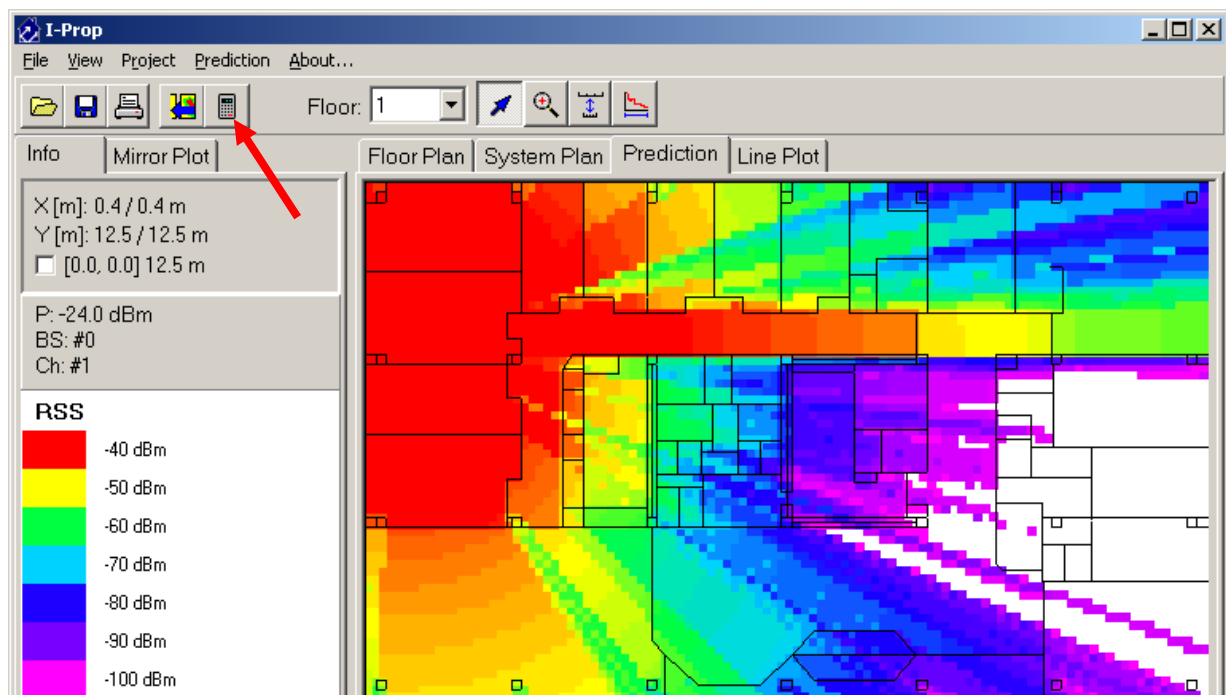 I-Prop
File View Project Prediction About...
Floor: 1
Info Mirror Plot Floor Plan System Plan Prediction Line Plot
X [m]: 0.4 / 0.4 m
Y [m]: 12.5 / 12.5 m
[0.0, 0.0] 12.5 m
P: -24.0 dBm
BS: #0
Ch: #1
RSS
-40 dBm
-50 dBm
-60 dBm
-70 dBm
-80 dBm
-90 dBm
-100 dBm